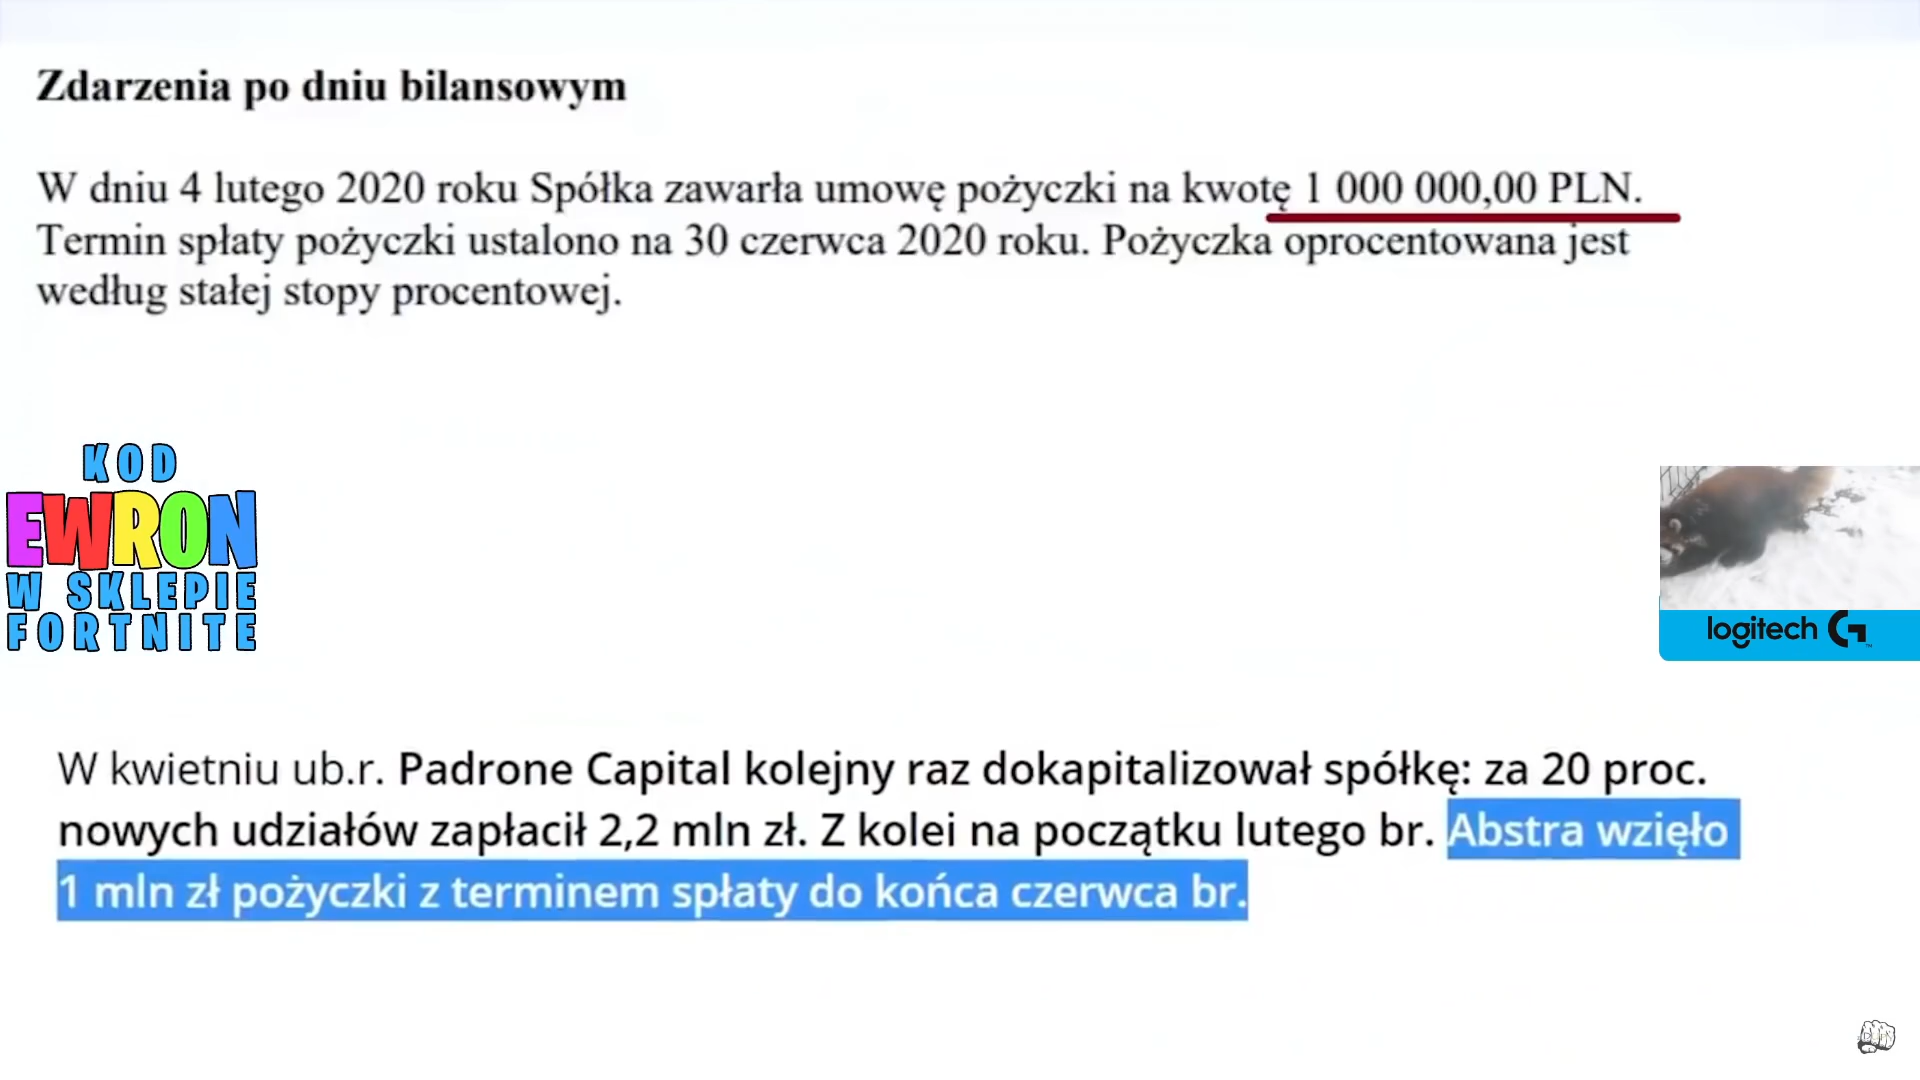 Zdarzenia po dniu bilansowym
W dniu 4 lutego 2020 roku Spółka zawarła umowę pożyczki na kwotę 1 000 000,00 PLN.
Termin spłaty pożyczki ustalono na 30 czerwca 2020 roku. Pożyczka oprocentowana jest
według stałej stopy procentowej.
KOD
EWRON
W SKLEPIE
FORTNITE
logitech G
W kwietniu ub.r. Padrone Capital kolejny raz dokapitalizował spółkę: za 20 proc.
nowych udziałów zapłacił 2,2 mln zł. Z kolei na początku lutego br. Abstra wzięło
1 mln zł pożyczki z terminem spłaty do końca czerwca br.